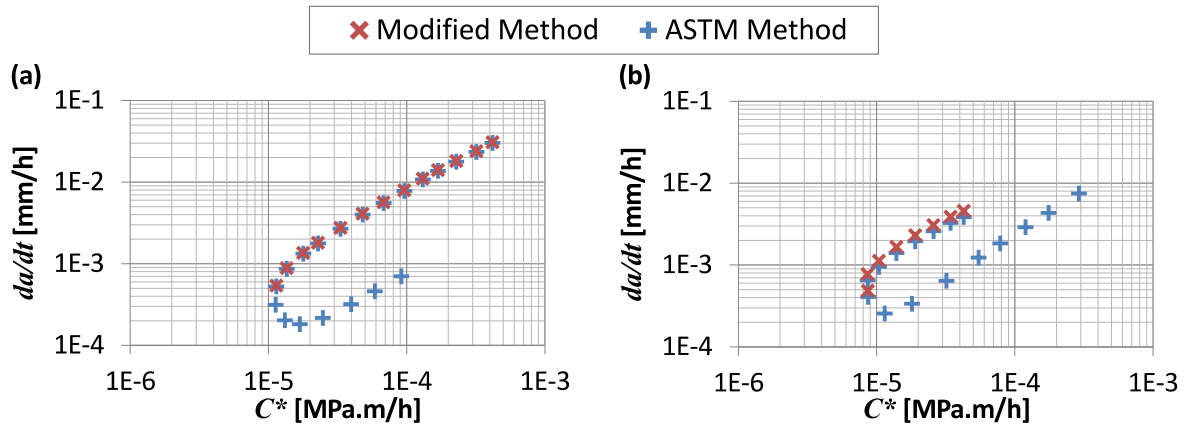 Modified Method
ASTM Method
(a)
1E-1
1E-2
1E-3
1E-4
1E-6
1E-5
1E-4
1E-3
da/dt [mm/h]
C* [MPa.m/h]
(b)
1E-1
1E-2
1E-3
1E-4
1E-6
1E-5
1E-4
1E-3
da/dt [mm/h]
C* [MPa.m/h]